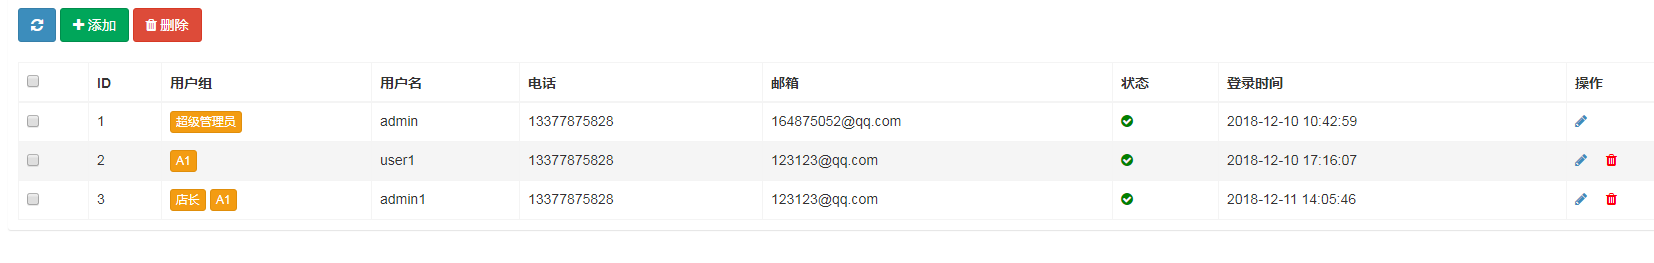 添加 删除
ID 用户组 用户名 电话 邮箱 状态 登录时间 操作
1 超级管理员 admin 13377875828 164875052@qq.com 2018-12-10 10:42:59
2 A1 user1 13377875828 123123@qq.com 2018-12-10 17:16:07
3 店长 A1 admin1 13377875828 123123@qq.com 2018-12-11 14:05:46